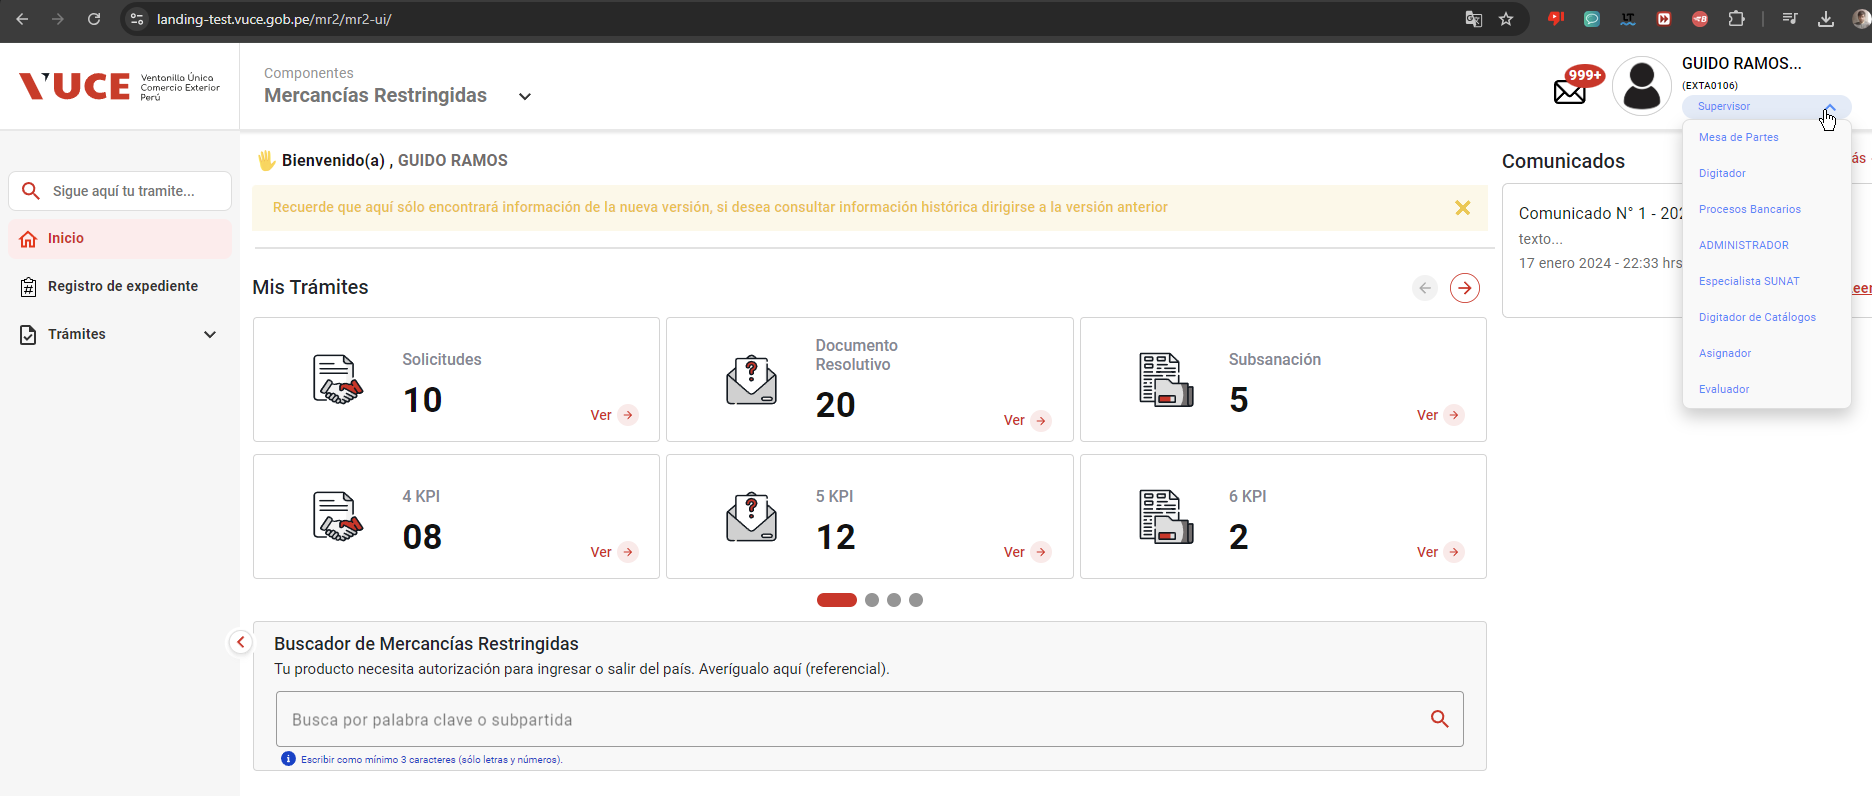 landing-test.vuce.gob.pe/mr2/mr2-ui/
VUCE
Ventanilla Única
Comercio Exterior
Perú
Componentes
Mercancías Restringidas
999+
GUIDO RAMOS...
(EXTA0106)
Supervisor
Mesa de Partes
Digitador
Procesos Bancarios
ADMINISTRADOR
Especialista SUNAT
Digitador de Catálogos
Asignador
Evaluador
Sigue aquí tu tramite...
Inicio
Registro de expediente
Trámites
Bienvenido(a) , GUIDO RAMOS
Recuerde que aquí sólo encontrará información de la nueva versión, si desea consultar información histórica dirigirse a la versión anterior
Mis Trámites
Solicitudes
10
Ver
Documento
Resolutivo
20
Ver
Subsanación
5
Ver
4 KPI
08
Ver
5 KPI
12
Ver
6 KPI
2
Ver
Buscador de Mercancías Restringidas
Tu producto necesita autorización para ingresar o salir del país. Averígualo aquí (referencial).
Busca por palabra clave o subpartida
Escribir como mínimo 3 caracteres (sólo letras y números).
Comunicados
ás
Comunicado N° 1 - 202
texto...
17 enero 2024 - 22:33 hrs
eer